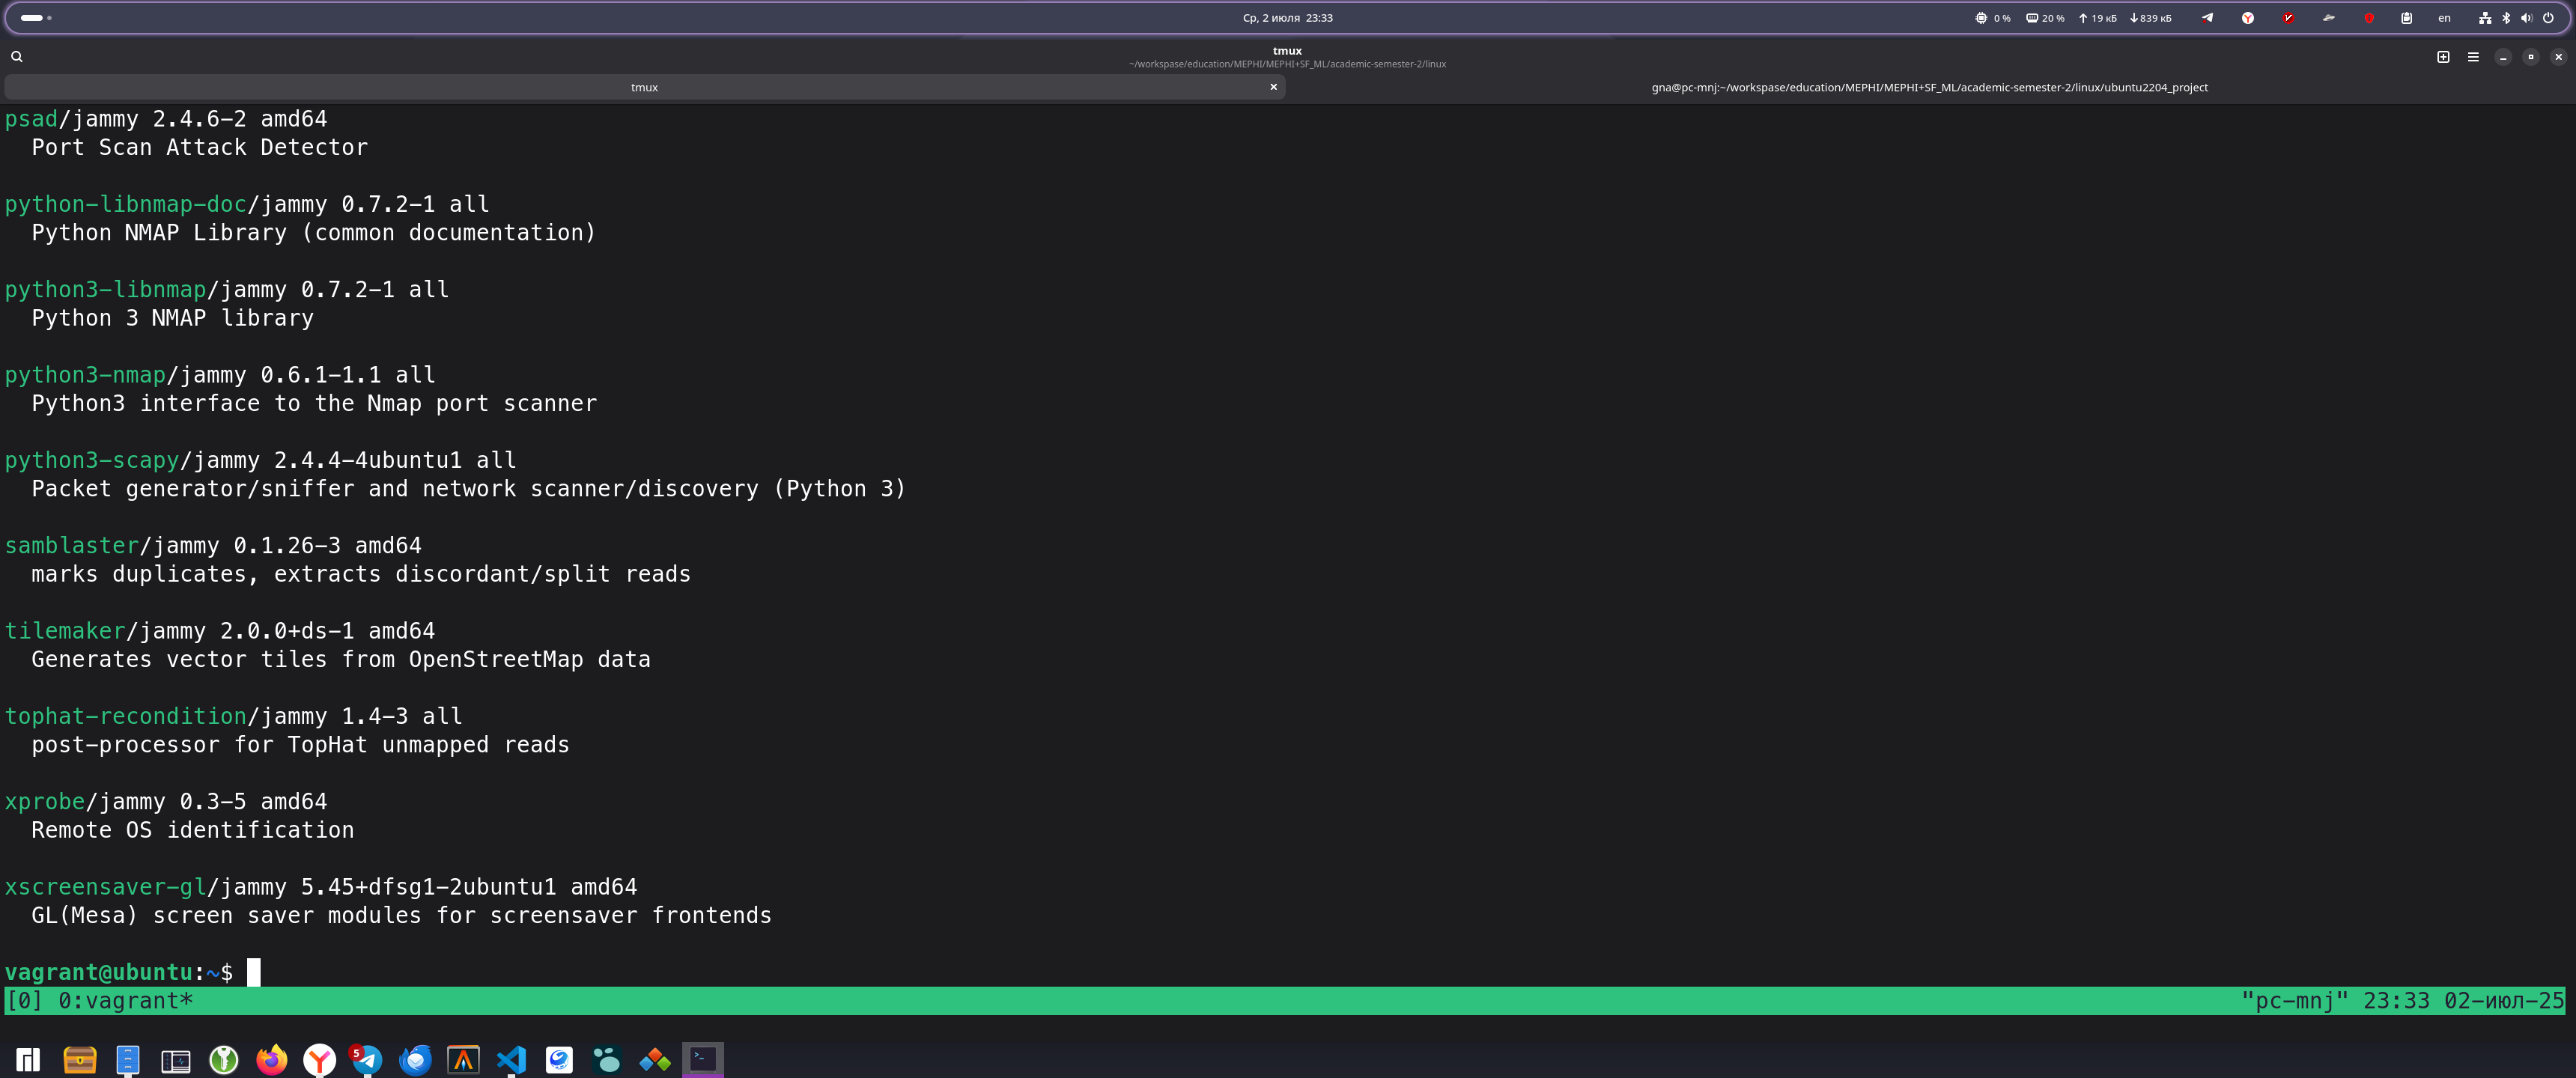 Ср, 2 июля 23:33
0 %
20 %
19 кБ
839 кБ
en
tmux
~/workspase/education/MEPHI/MEPHI+SF_ML/academic-semester-2/linux
tmux
gna@pc-mnj:~/workspase/education/MEPHI/MEPHI+SF_ML/academic-semester-2/linux/ubuntu2204_project
psad/jammy 2.4.6-2 amd64
Port Scan Attack Detector
python-libnmap-doc/jammy 0.7.2-1 all
Python NMAP Library (common documentation)
python3-libnmap/jammy 0.7.2-1 all
Python 3 NMAP library
python3-nmap/jammy 0.6.1-1.1 all
Python3 interface to the Nmap port scanner
python3-scapy/jammy 2.4.4-4ubuntu1 all
Packet generator/sniffer and network scanner/discovery (Python 3)
samblaster/jammy 0.1.26-3 amd64
marks duplicates, extracts discordant/split reads
tilemaker/jammy 2.0.0+ds-1 amd64
Generates vector tiles from OpenStreetMap data
tophat-recondition/jammy 1.4-3 all
post-processor for TopHat unmapped reads
xprobe/jammy 0.3-5 amd64
Remote OS identification
xscreensaver-gl/jammy 5.45+dfsg1-2ubuntu1 amd64
GL(Mesa) screen saver modules for screensaver frontends
vagrant@ubuntu:~$
[0] 0:vagrant* "pc-mnj" 23:33 02-июл-25
5